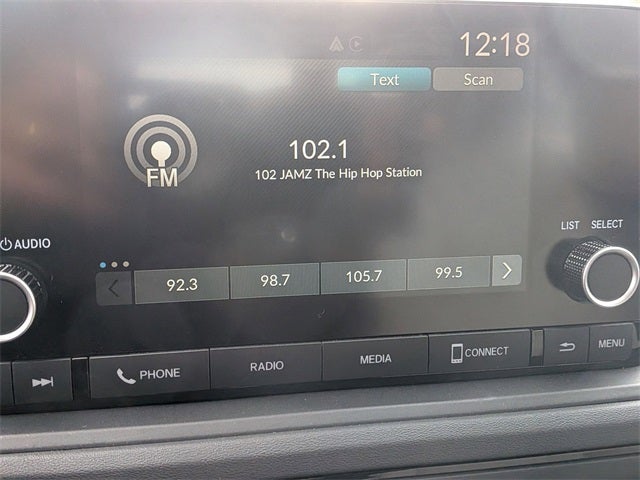 12:18
Text Scan
102.1
FM
102 JAMZ The Hip Hop Station
LIST SELECT
AUDIO
92.3 98.7 105.7 99.5
PHONE RADIO MEDIA CONNECT MENU